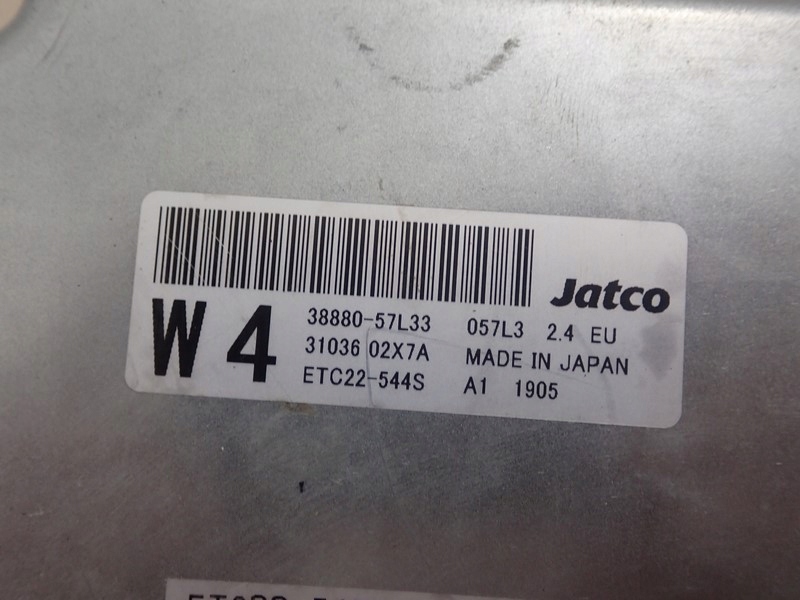 Jatco
W 4
38880-57L33 057L3 2.4 EU
31036 02X7A MADE IN JAPAN
ETC22-544S A1 1905